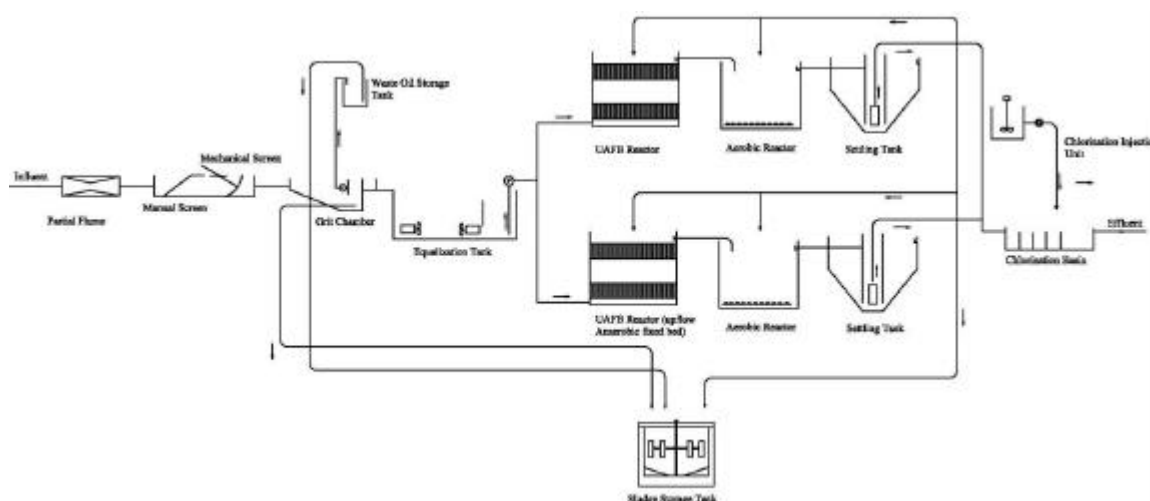 Waste Oil Storage
Tank
Mechanical Screen
Influent
Partial Flume
Manual Screen
Grit Chamber
Equalization Tank
UAFB Reactor
Aerobic Reactor
Settling Tank
Chlorination Injection
Unit
Effluent
Chlorination Basin
UAFB Reactor (upflow
Anaerobic fixed bed)
Aerobic Reactor
Settling Tank
Sludge Storage Tank